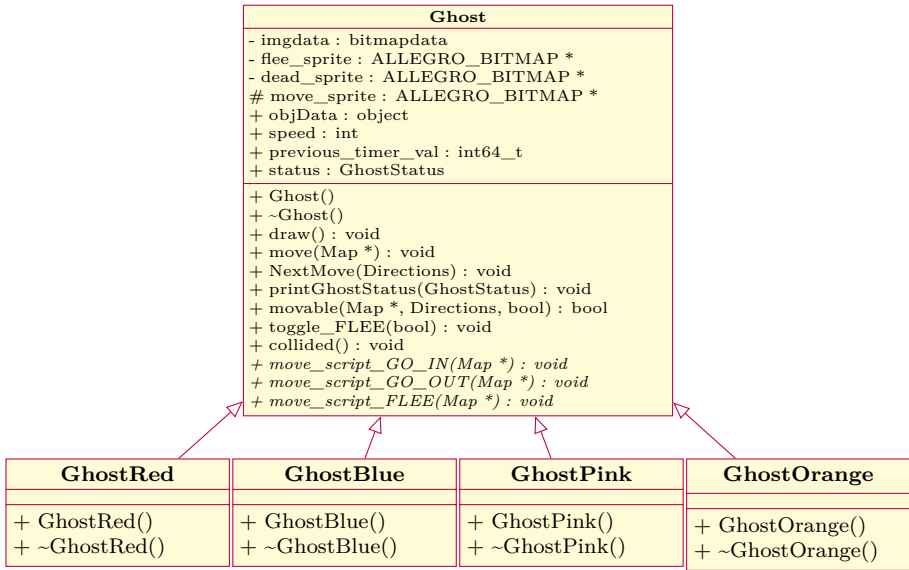 Ghost
- imgdata : bitmapdata
- flee_sprite : ALLEGRO_BITMAP *
- dead_sprite : ALLEGRO_BITMAP *
# move_sprite : ALLEGRO_BITMAP *
+ objData : object
+ speed : int
+ previous_timer_val : int64_t
+ status : GhostStatus
+ Ghost()
+ ~Ghost()
+ draw() : void
+ move(Map *) : void
+ NextMove(Directions) : void
+ printGhostStatus(GhostStatus) : void
+ movable(Map *, Directions, bool) : bool
+ toggle_FLEE(bool) : void
+ collided() : void
+ move_script_GO_IN(Map *) : void
+ move_script_GO_OUT(Map *) : void
+ move_script_FLEE(Map *) : void
GhostRed
+ GhostRed()
+ ~GhostRed()
GhostBlue
+ GhostBlue()
+ ~GhostBlue()
GhostPink
+ GhostPink()
+ ~GhostPink()
GhostOrange
+ GhostOrange()
+ ~GhostOrange()